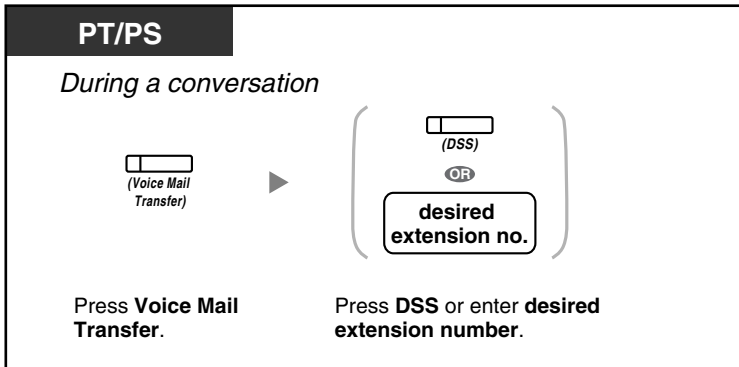 PT/PS
During a conversation
(Voice Mail
Transfer)
(DSS)
OR
desired
extension no.
Press Voice Mail
Transfer.
Press DSS or enter desired
extension number.